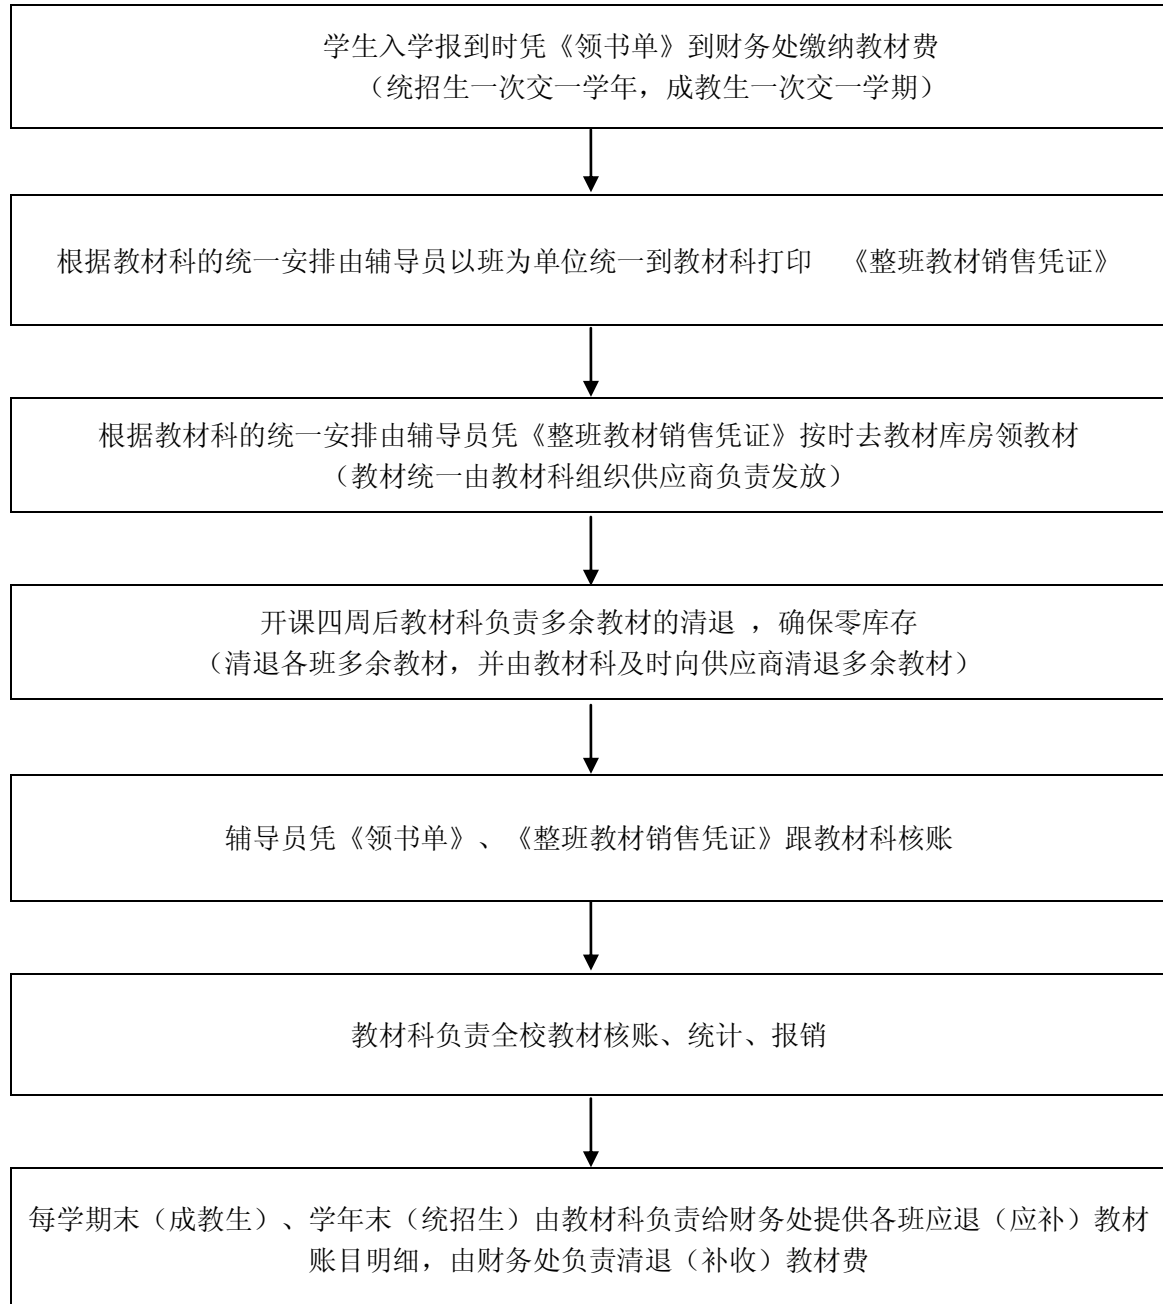 学生入学报到时凭《领书单》到财务处缴纳教材费
（统招生一次交一学年，成教生一次交一学期）
根据教材科的统一安排由辅导员以班为单位统一到教材科打印　《整班教材销售凭证》
根据教材科的统一安排由辅导员凭《整班教材销售凭证》按时去教材库房领教材
（教材统一由教材科组织供应商负责发放）
开课四周后教材科负责多余教材的清退 ，确保零库存
（清退各班多余教材，并由教材科及时向供应商清退多余教材）
辅导员凭《领书单》、《整班教材销售凭证》跟教材科核账
教材科负责全校教材核账、统计、报销
每学期末（成教生）、学年末（统招生）由教材科负责给财务处提供各班应退（应补）教材
账目明细，由财务处负责清退（补收）教材费